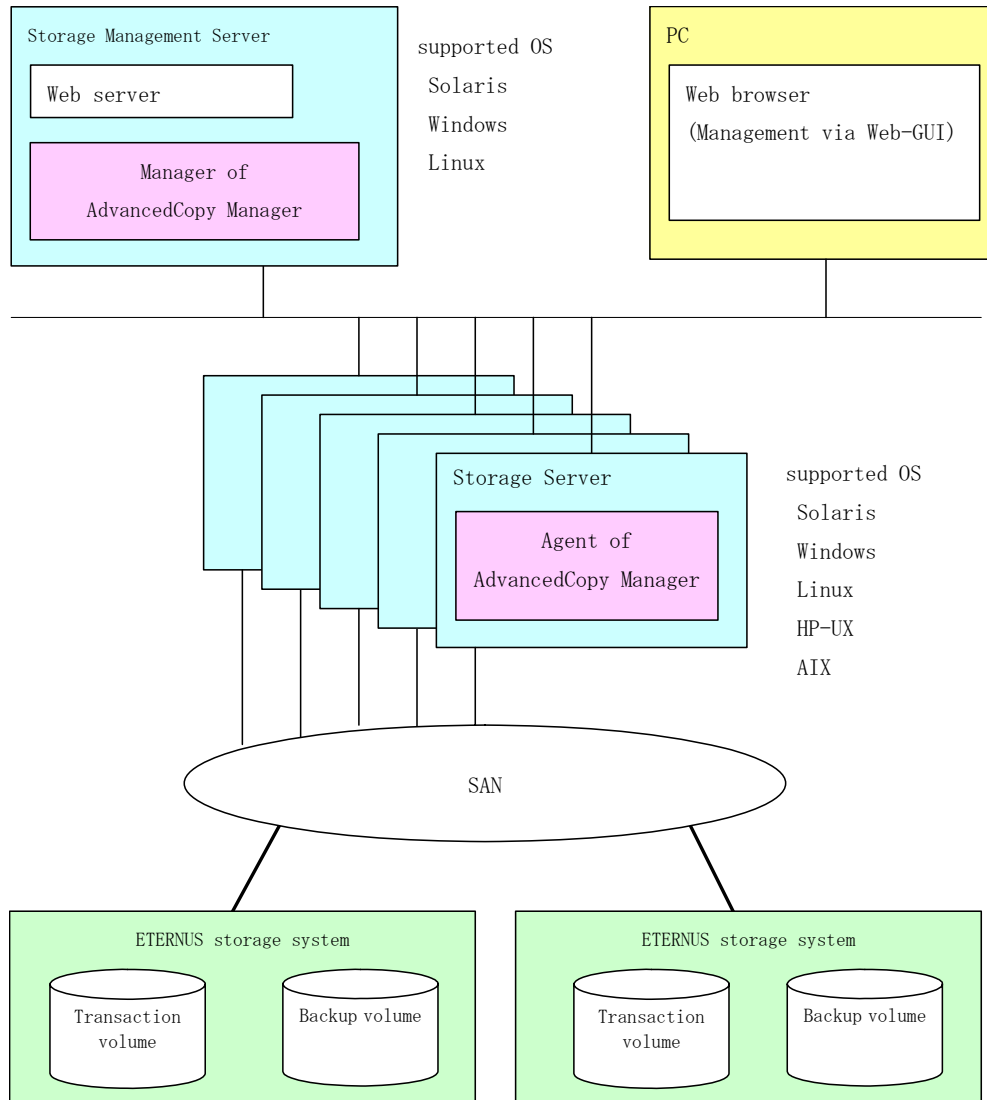 Storage Management Server
Web server
Manager of
AdvancedCopy Manager
supported OS
Solaris
Windows
Linux
PC
Web browser
(Management via Web-GUI)
Storage Server
Agent of
AdvancedCopy Manager
supported OS
Solaris
Windows
Linux
HP-UX
AIX
SAN
ETERNUS storage system
Transaction
volume
Backup volume
ETERNUS storage system
Transaction
volume
Backup volume